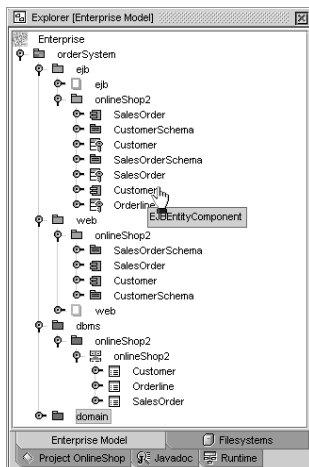 Explorer [Enterprise Model]
Enterprise
orderSystem
ejb
ejb
onlineShop2
SalesOrder
CustomerSchema
Customer
SalesOrderSchema
SalesOrder
Customer
Orderline
EJBEntityComponent
web
onlineShop2
SalesOrderSchema
SalesOrder
Customer
CustomerSchema
web
dbms
onlineShop2
onlineShop2
Customer
Orderline
SalesOrder
domain
Enterprise Model Filesystems
Project OnlineShop Javadoc Runtime